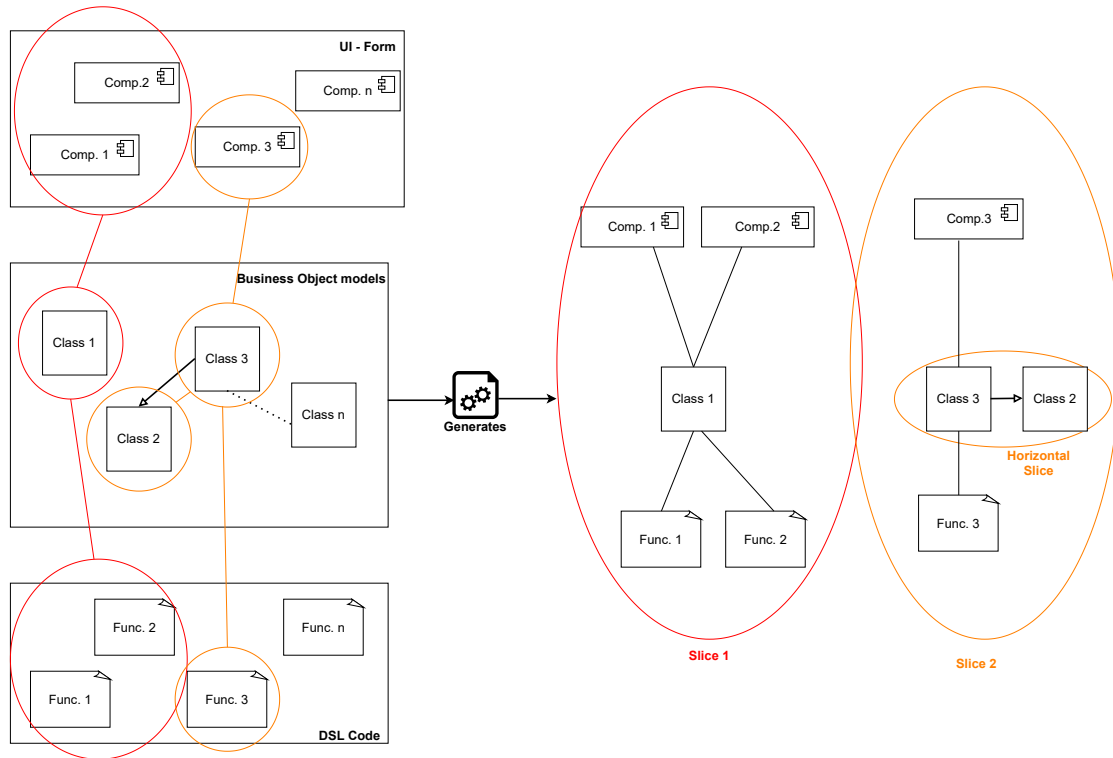 UI - Form
Comp.2
Comp. n
Comp. 1
Comp. 3
Business Object models
Class 1
Class 3
Class 2
Class n
Func. 2
Func. n
Func. 1
Func. 3
DSL Code
Generates
Comp. 1
Comp.2
Class 1
Func. 1
Func. 2
Slice 1
Comp.3
Class 3
Class 2
Horizontal
Slice
Func. 3
Slice 2